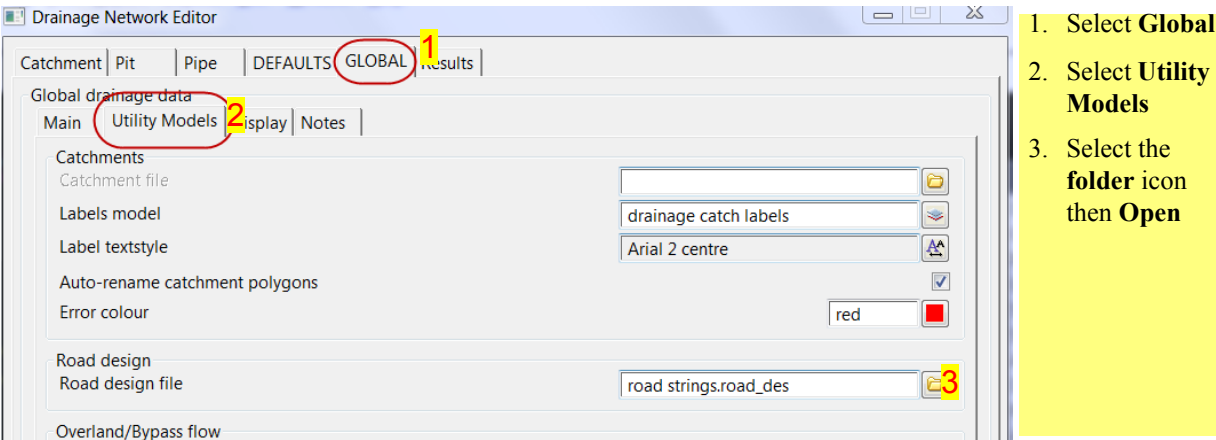 Drainage Network Editor
Catchment Pit Pipe DEFAULTS GLOBAL 1 Results
Global drainage data
Main Utility Models 2 Display Notes
Catchments
Catchment file
Labels model drainage catch labels
Label textstyle Arial 2 centre
Auto-rename catchment polygons
Error colour red
Road design
Road design file road strings.road_des 3
Overland/Bypass flow
1. Select Global
2. Select Utility
Models
3. Select the
folder icon
then Open